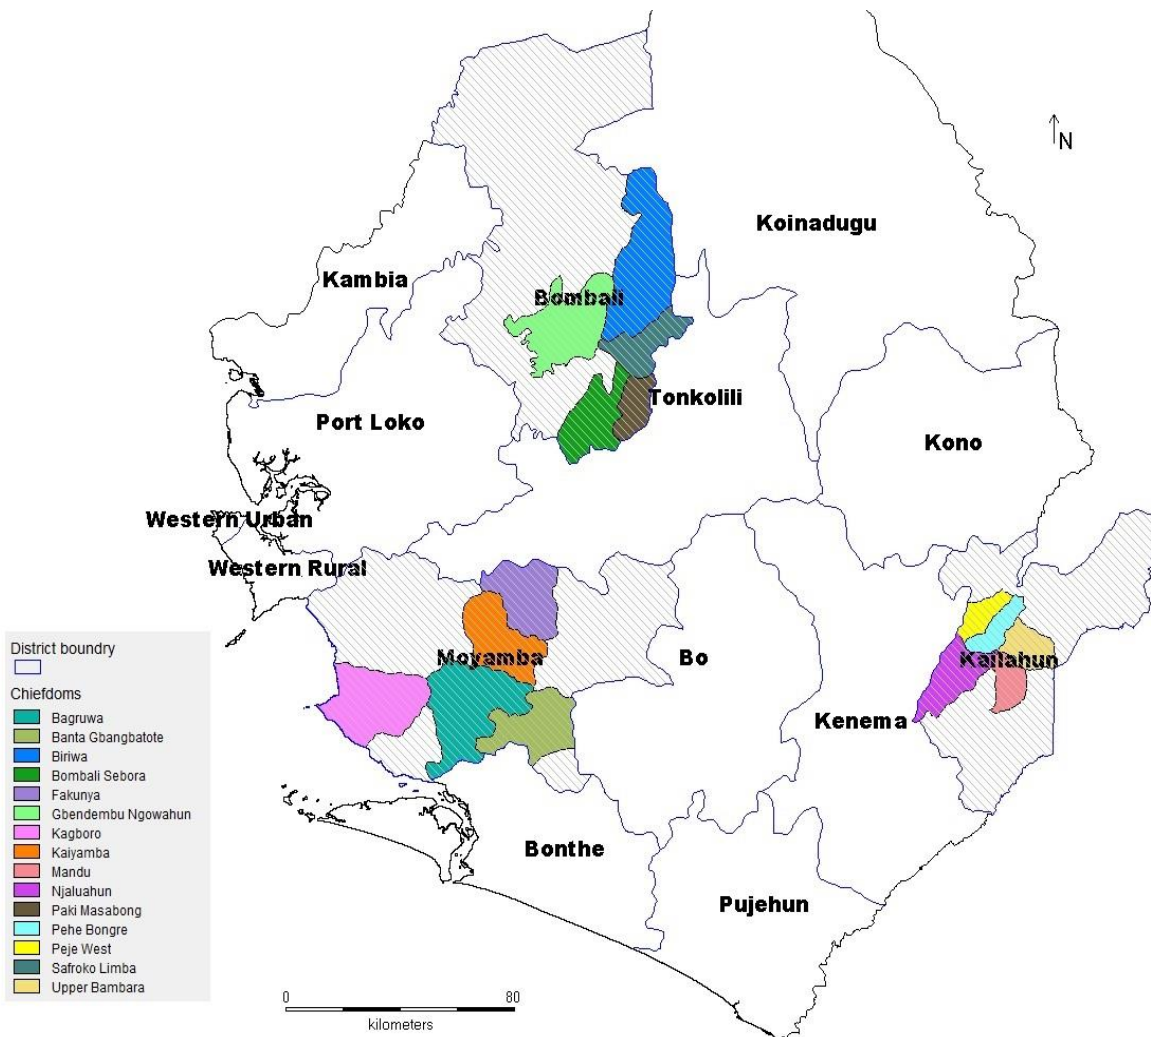 N
Koinadugu
Kambia
Bombali
Tonkolili
Port Loko
Kono
Western Urban
Western Rural
Moyamba
Bo
Kailahun
Kenema
Bonthe
Pujehun
District boundry
Chiefdoms
Bagruwa
Banta Gbangbatote
Biriwa
Bombali Sebora
Fakunya
Gbendembu Ngowahun
Kagboro
Kaiyamba
Mandu
Njaluahun
Paki Masabong
Pehe Bongre
Peje West
Safroko Limba
Upper Bambara
0 80
kilometers